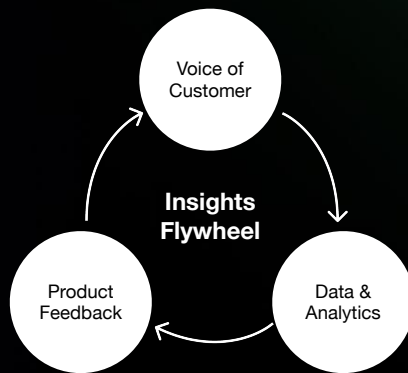 Voice of
Customer
Insights
Flywheel
Product
Feedback
Data &
Analytics